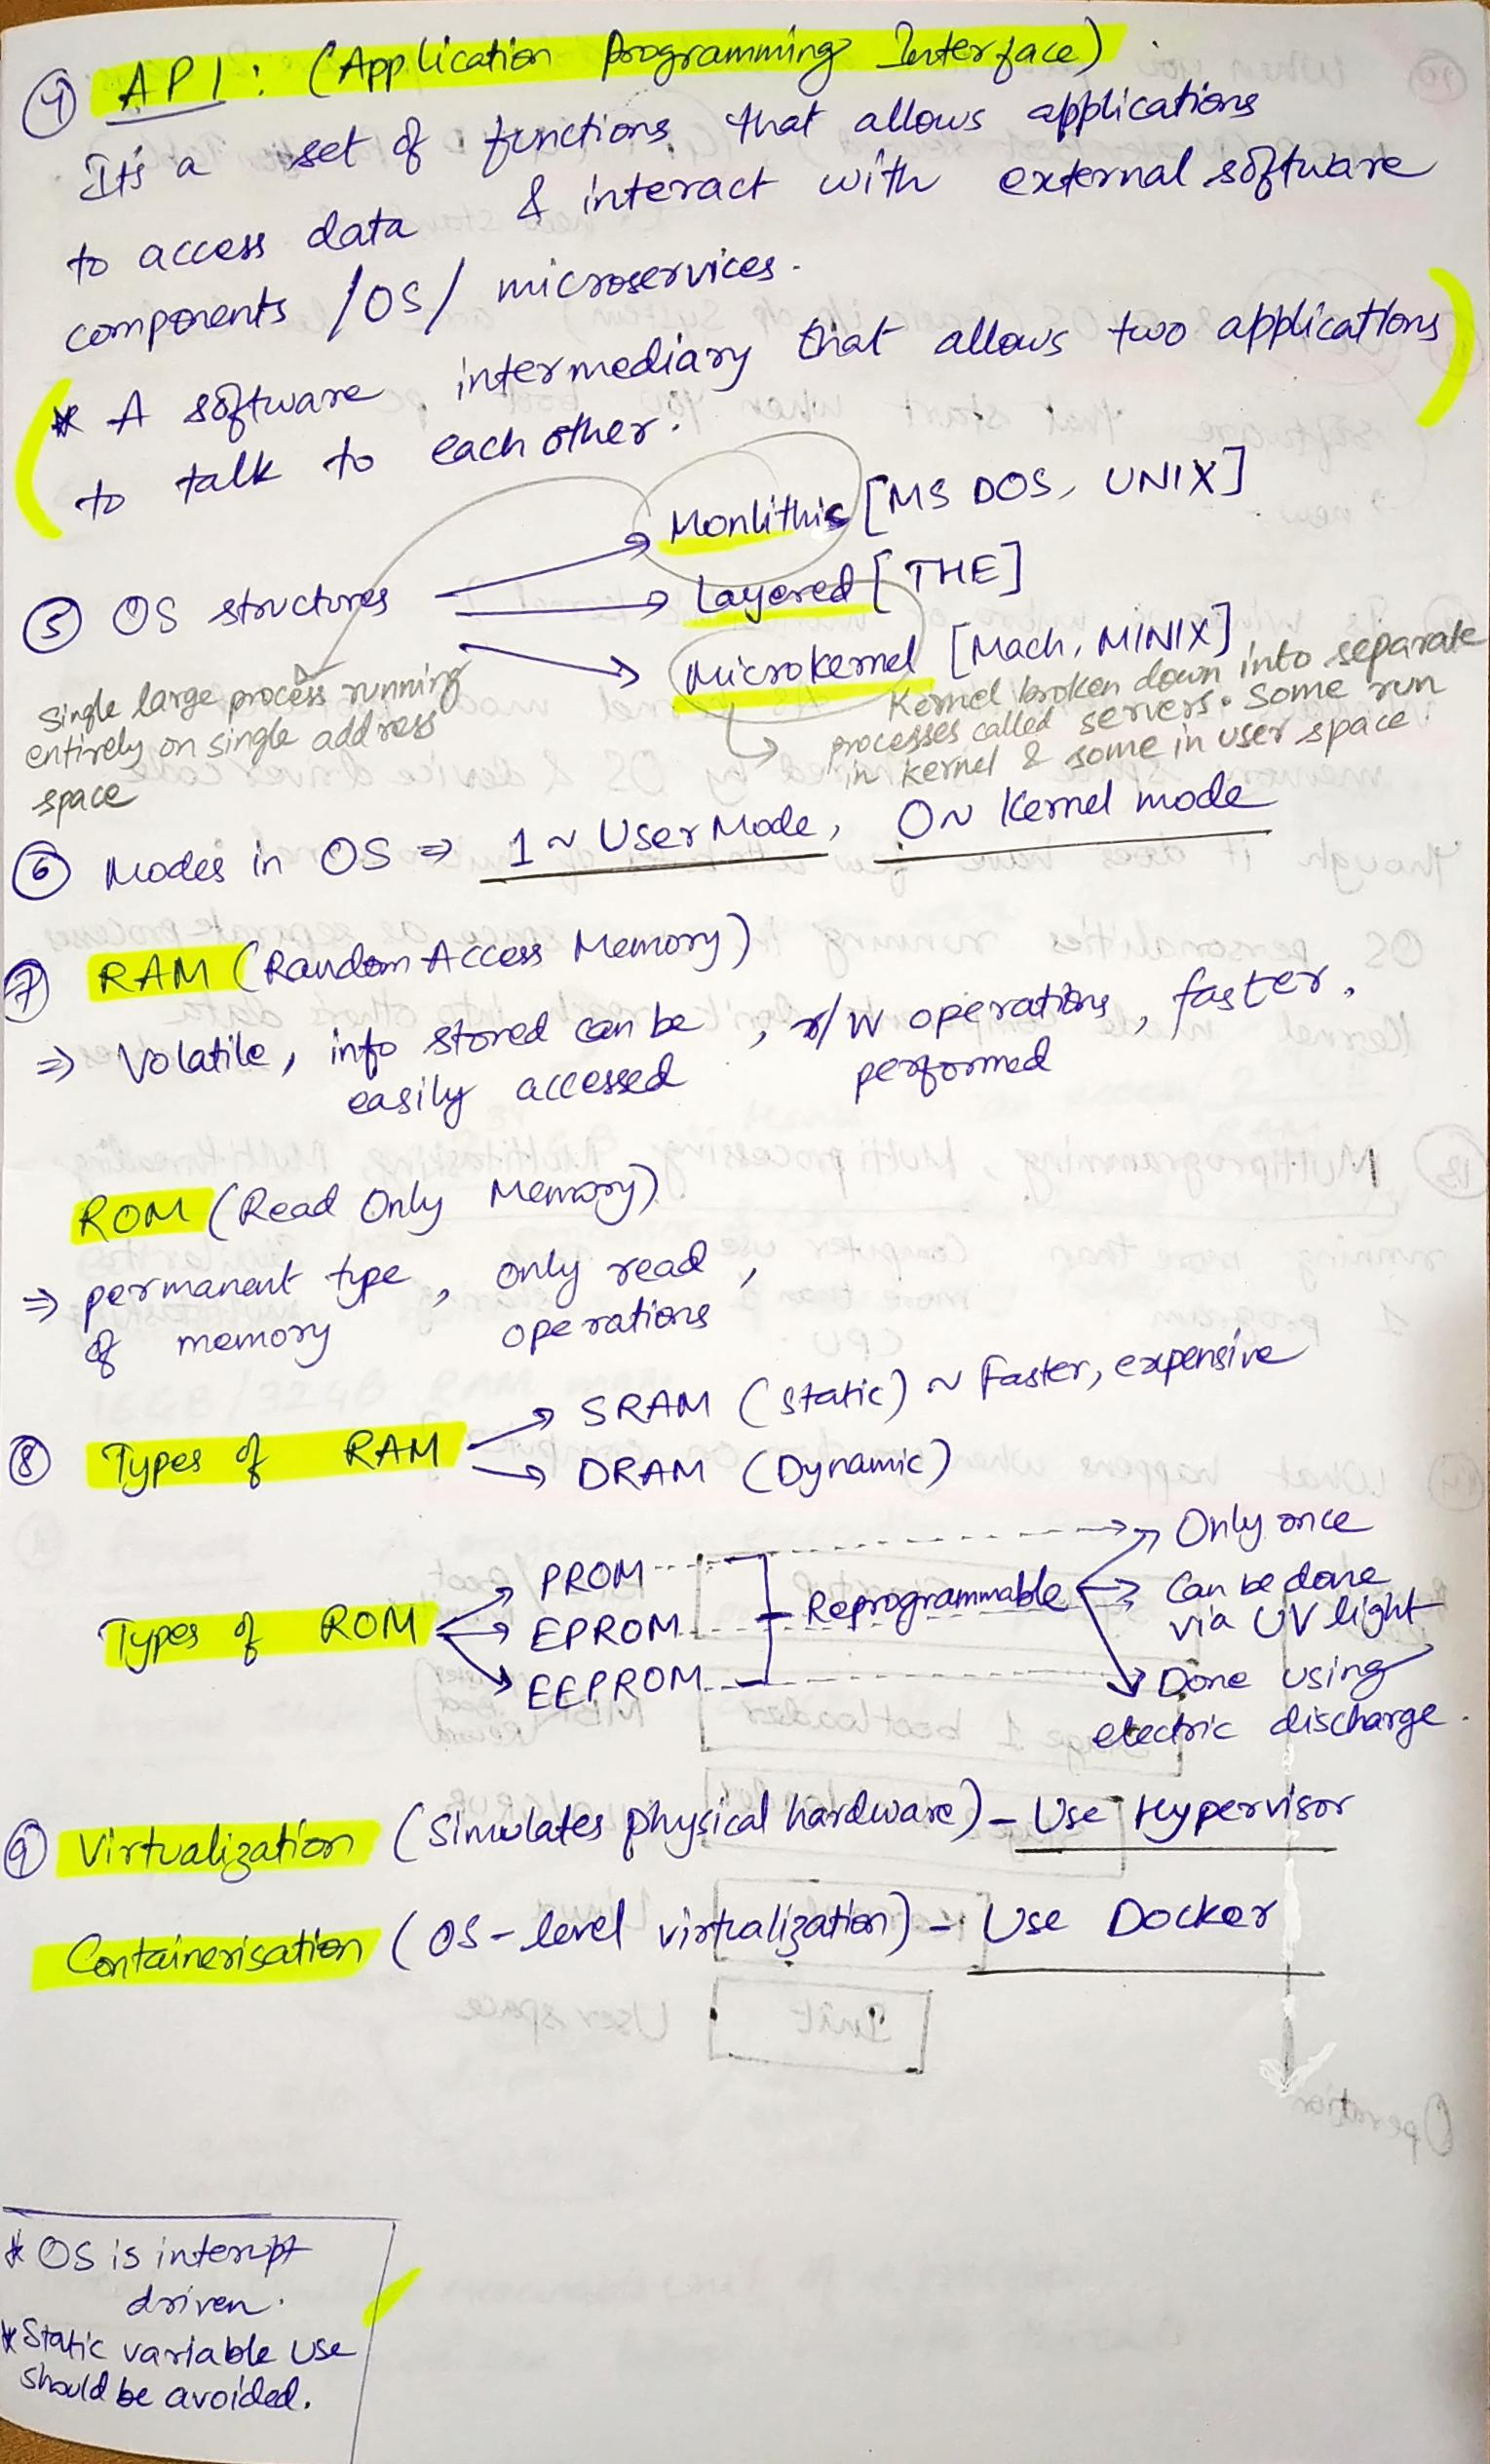 4 API : (Application Programming Interface)
It's a set of functions that allows applications
to access data & interact with external software
components /OS/ microservices.
* A software intermediary that allows two applications
to talk to each other.
5 OS structures
Monlithic [MS DOS, UNIX]
Layered [THE]
Microkernel [Mach, MINIX]
Single large process running
entirely on single address
space
Kernel broken down into separate
processes called servers. Some run
in kernel & some in user space.
6 Modes in OS ⇒ 1 ~ User Mode, 0 ~ Kernel mode
7 RAM (Random Access Memory)
⇒ Volatile, info stored can be , r/W operations, faster,
easily accessed performed
ROM (Read Only Memory)
⇒ permanent type , only read ,
of memory operations
8 Types of RAM
→ SRAM (Static) ~ Faster, expensive
→ DRAM (Dynamic)
Types of ROM
PROM
EPROM
EEPROM
Reprogrammable
Only once
Can be done
via UV light
Done using
electric discharge.
9 Virtualization (Simulates physical hardware) - Use Hypervisor
Containerisation (OS-level virtualization) - Use Docker
* OS is interupt
driven.
* Static variable use
should be avoided.